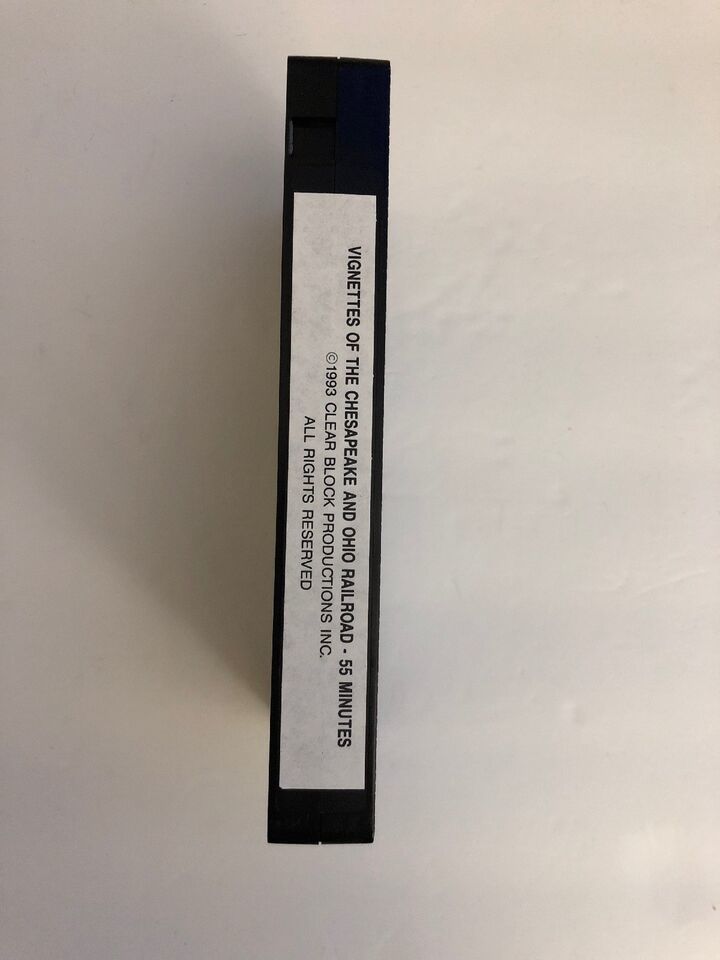 VIGNETTES OF THE CHESAPEAKE AND OHIO RAILROAD - 55 MINUTES
©1993 CLEAR BLOCK PRODUCTIONS INC.
ALL RIGHTS RESERVED